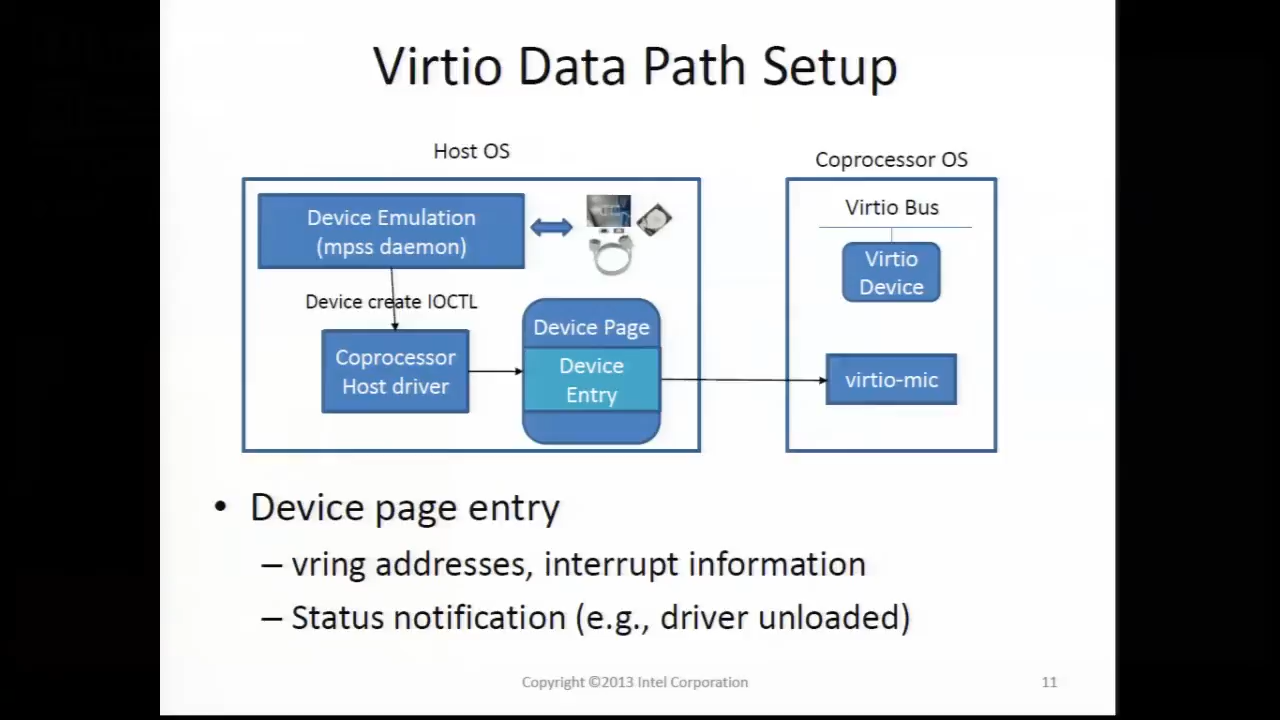 Virtio Data Path Setup
Host OS
Coprocessor OS
Device Emulation
(mpss daemon)
Virtio Bus
Virtio
Device
Device create IOCTL
Coprocessor
Host driver
Device Page
Device
Entry
virtio-mic
• Device page entry
– vring addresses, interrupt information
– Status notification (e.g., driver unloaded)
Copyright ©2013 Intel Corporation
11